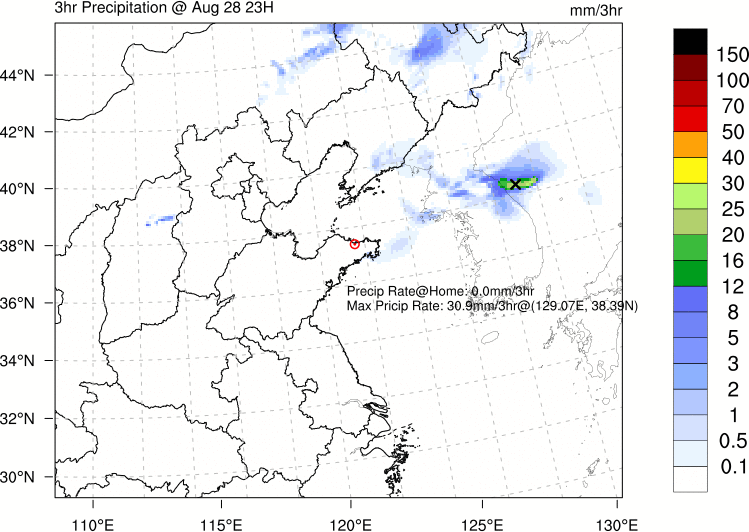 3hr Precipitation @ Aug 28 23H
mm/3hr
44°N
42°N
40°N
38°N
36°N
34°N
32°N
30°N
Precip Rate@Home: 0.0mm/3hr
Max Pricip Rate: 30.9mm/3hr@(129.07E, 38.39N)
110°E
115°E
120°E
125°E
130°E
150
100
70
50
40
30
25
20
16
12
8
5
3
2
1
0.5
0.1